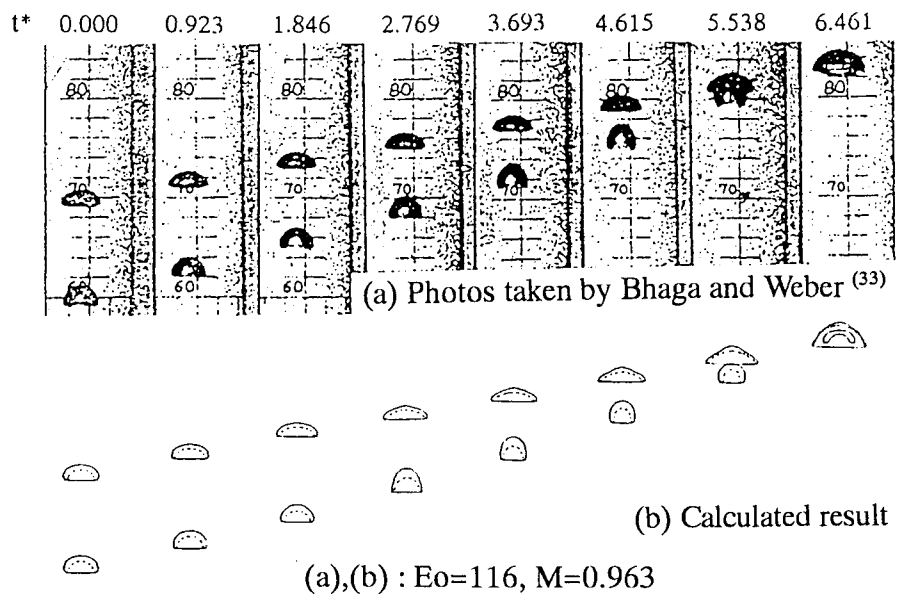 t* 0.000 0.923 1.846 2.769 3.693 4.615 5.538 6.461
80 80 80 80 80 80 80 80
70 70 70 70 70 70 70 70
60 60 60
(a) Photos taken by Bhaga and Weber (33)
(b) Calculated result
(a),(b) : Eo=116, M=0.963